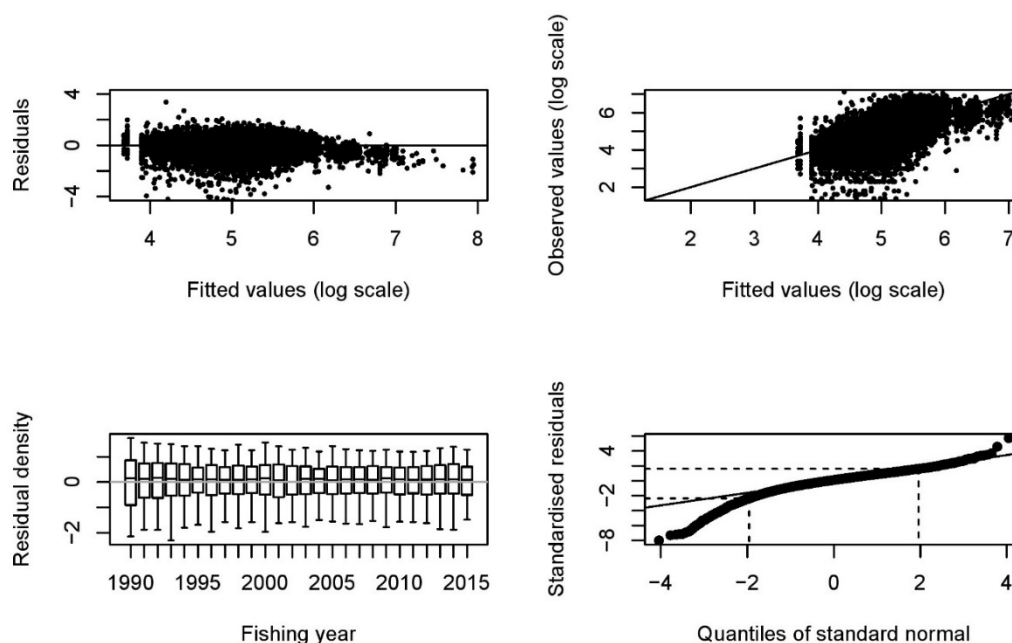 Residuals
4
0
−4
4 5 6 7 8
Fitted values (log scale)
Observed values (log scale)
6
4
2
2 3 4 5 6 7
Fitted values (log scale)
Residual density
0
−2
1990 1995 2000 2005 2010 2015
Fishing year
Standardised residuals
4
−2
−8
−4 −2 0 2 4
Quantiles of standard normal